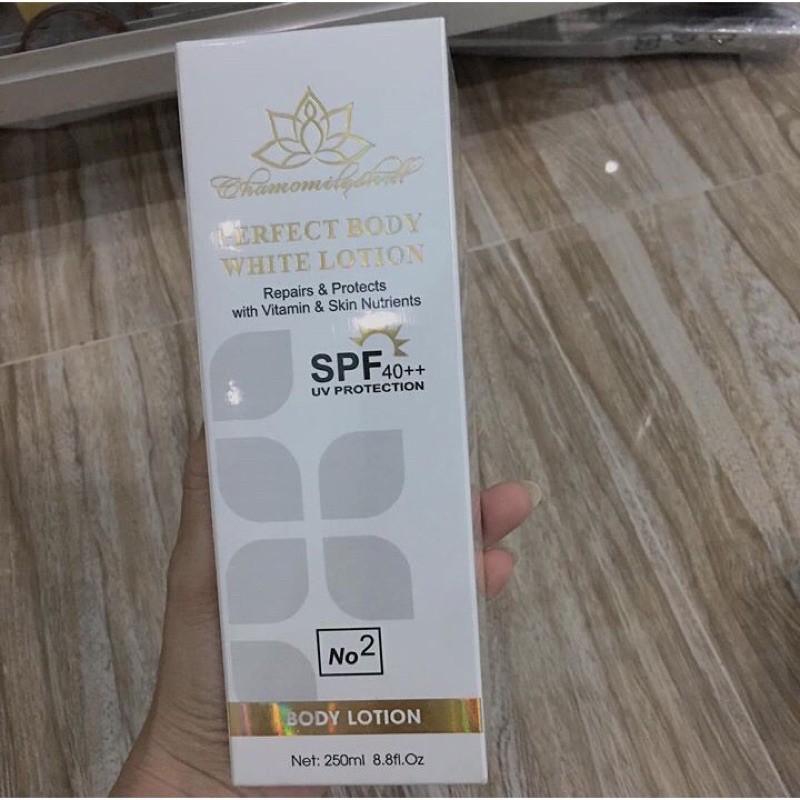 PERFECT BODY
WHITE LOTION
Repairs & Protects
with Vitamin & Skin Nutrients
SPF40++
UV PROTECTION
No2
BODY LOTION
Net: 250ml 8.8fl.Oz